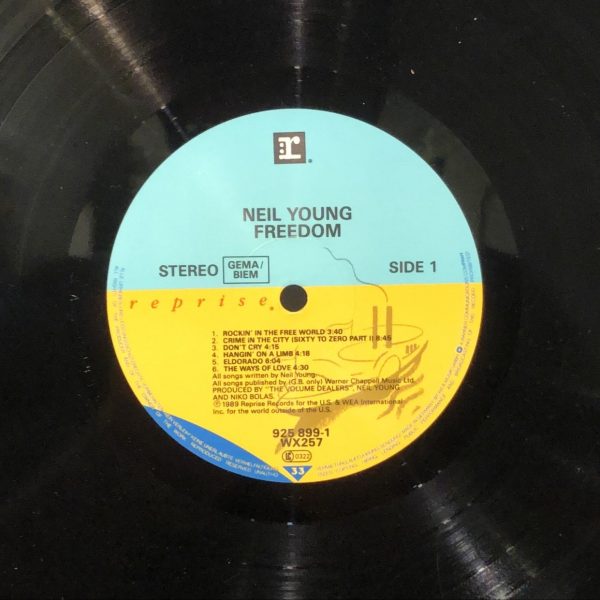 r
NEIL YOUNG
FREEDOM
STEREO GEMA/ BIEM SIDE 1
reprise
1. ROCKIN' IN THE FREE WORLD 3:40
2. CRIME IN THE CITY (SIXTY TO ZERO PART I) 8:45
3. DON'T CRY 4:15
4. HANGIN' ON A LIMB 4:18
5. ELDORADO 6:04
6. THE WAYS OF LOVE 4:30
All songs written by Neil Young.
All songs published by (G.B. only) Warner Chappell Music Ltd.
PRODUCED BY "THE VOLUME DEALERS", NEIL YOUNG
AND NIKO BOLAS.
℗ 1989 Reprise Records for the U.S. & WEA International
Inc. for the world outside of the U.S.
925 899-1
WX257
LC 0322
33